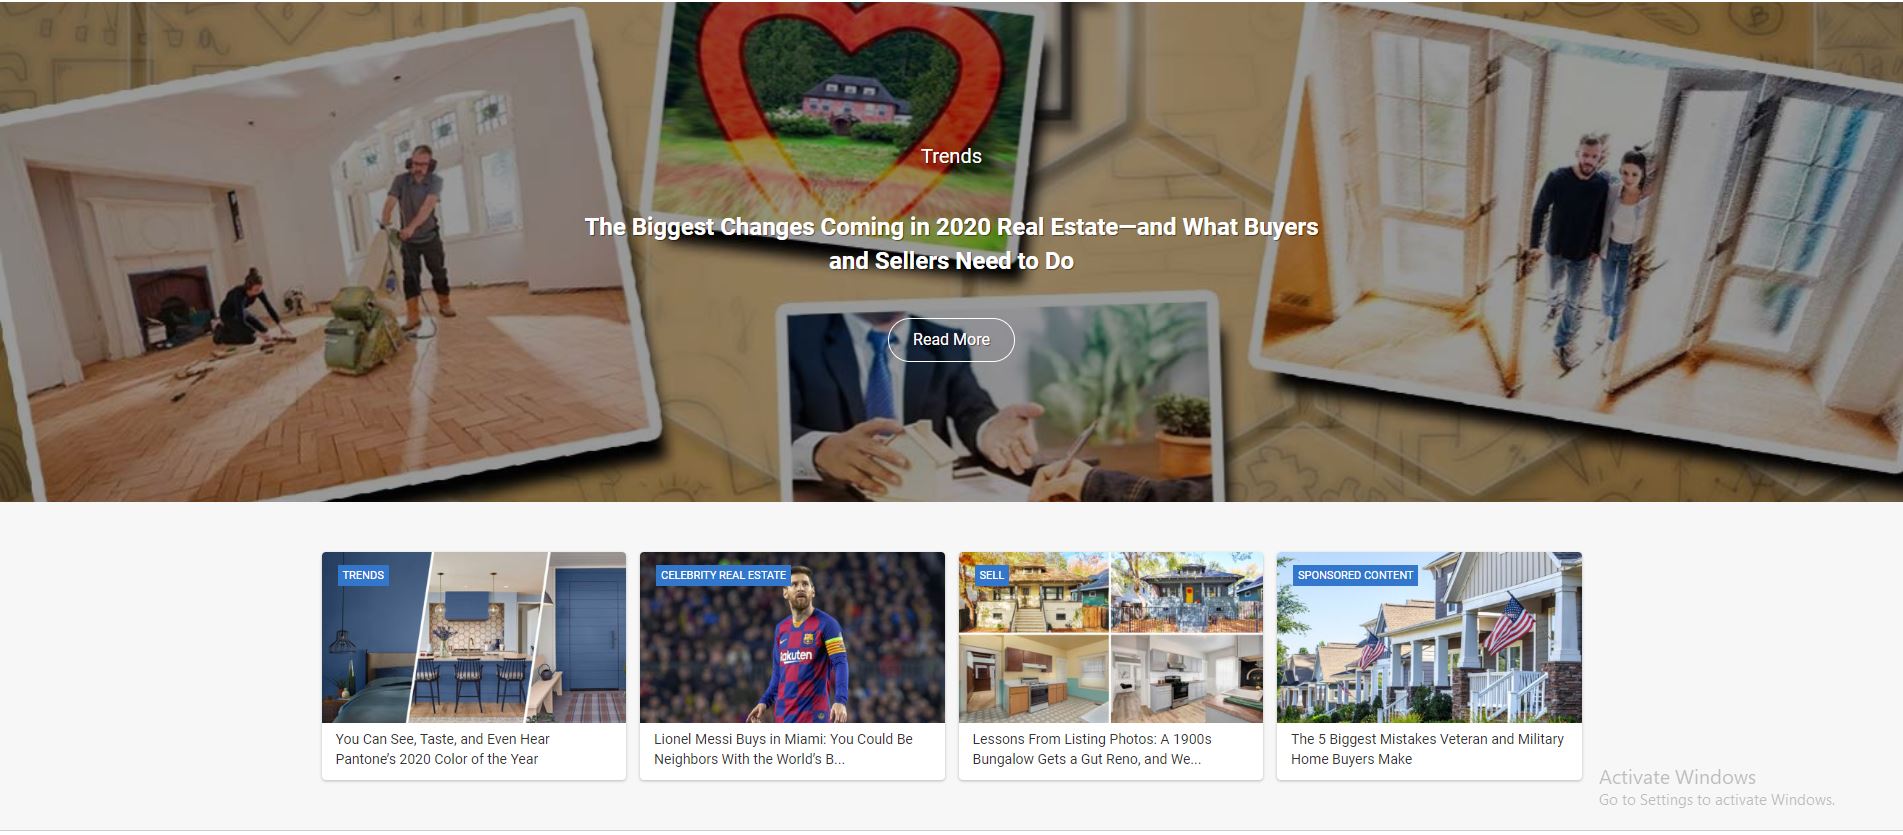 Trends
The Biggest Changes Coming in 2020 Real Estate—and What Buyers
and Sellers Need to Do
Read More
TRENDS
You Can See, Taste, and Even Hear
Pantone’s 2020 Color of the Year
CELEBRITY REAL ESTATE
Rakuten
Lionel Messi Buys in Miami: You Could Be
Neighbors With the World’s B...
SELL
Lessons From Listing Photos: A 1900s
Bungalow Gets a Gut Reno, and We...
SPONSORED CONTENT
The 5 Biggest Mistakes Veteran and Military
Home Buyers Make
Activate Windows
Go to Settings to activate Windows.